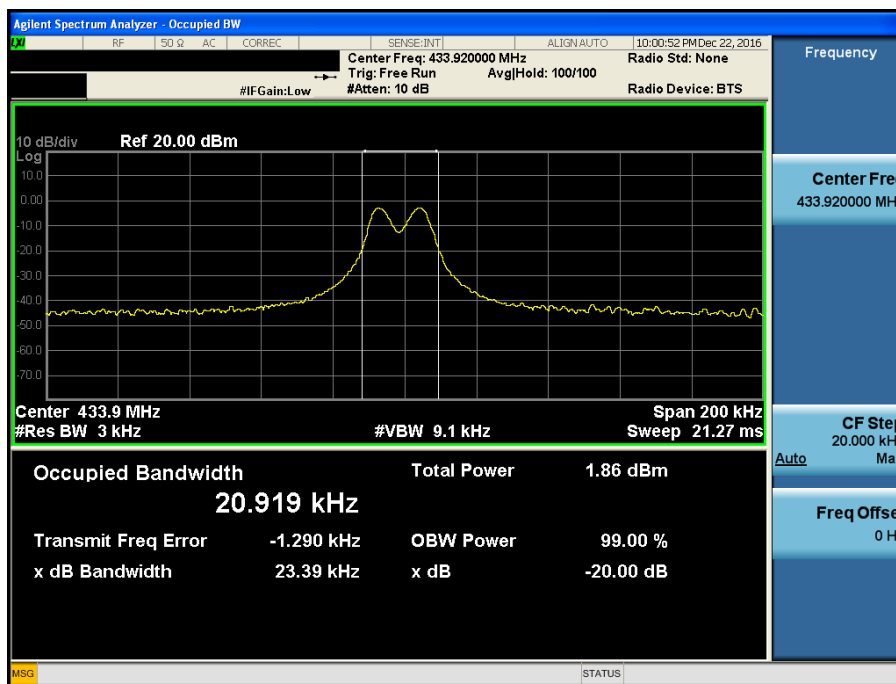 Agilent Spectrum Analyzer - Occupied BW
LXI RF 50 Ω AC CORREC SENSE:INT ALIGN AUTO 10:00:52 PM Dec 22, 2016
Center Freq: 433.920000 MHz Radio Std: None
Trig: Free Run Avg|Hold: 100/100
#IFGain:Low #Atten: 10 dB Radio Device: BTS
Frequency
10 dB/div Ref 20.00 dBm
Log
10.0
0.00
-10.0
-20.0
-30.0
-40.0
-50.0
-60.0
-70.0
Center 433.9 MHz Span 200 kHz
#Res BW 3 kHz #VBW 9.1 kHz Sweep 21.27 ms
Occupied Bandwidth Total Power 1.86 dBm
20.919 kHz
Transmit Freq Error -1.290 kHz OBW Power 99.00 %
x dB Bandwidth 23.39 kHz x dB -20.00 dB
Center Fre
433.920000 MH
CF Step
20.000 kH
Auto Ma
Freq Offse
0 H
MSG STATUS